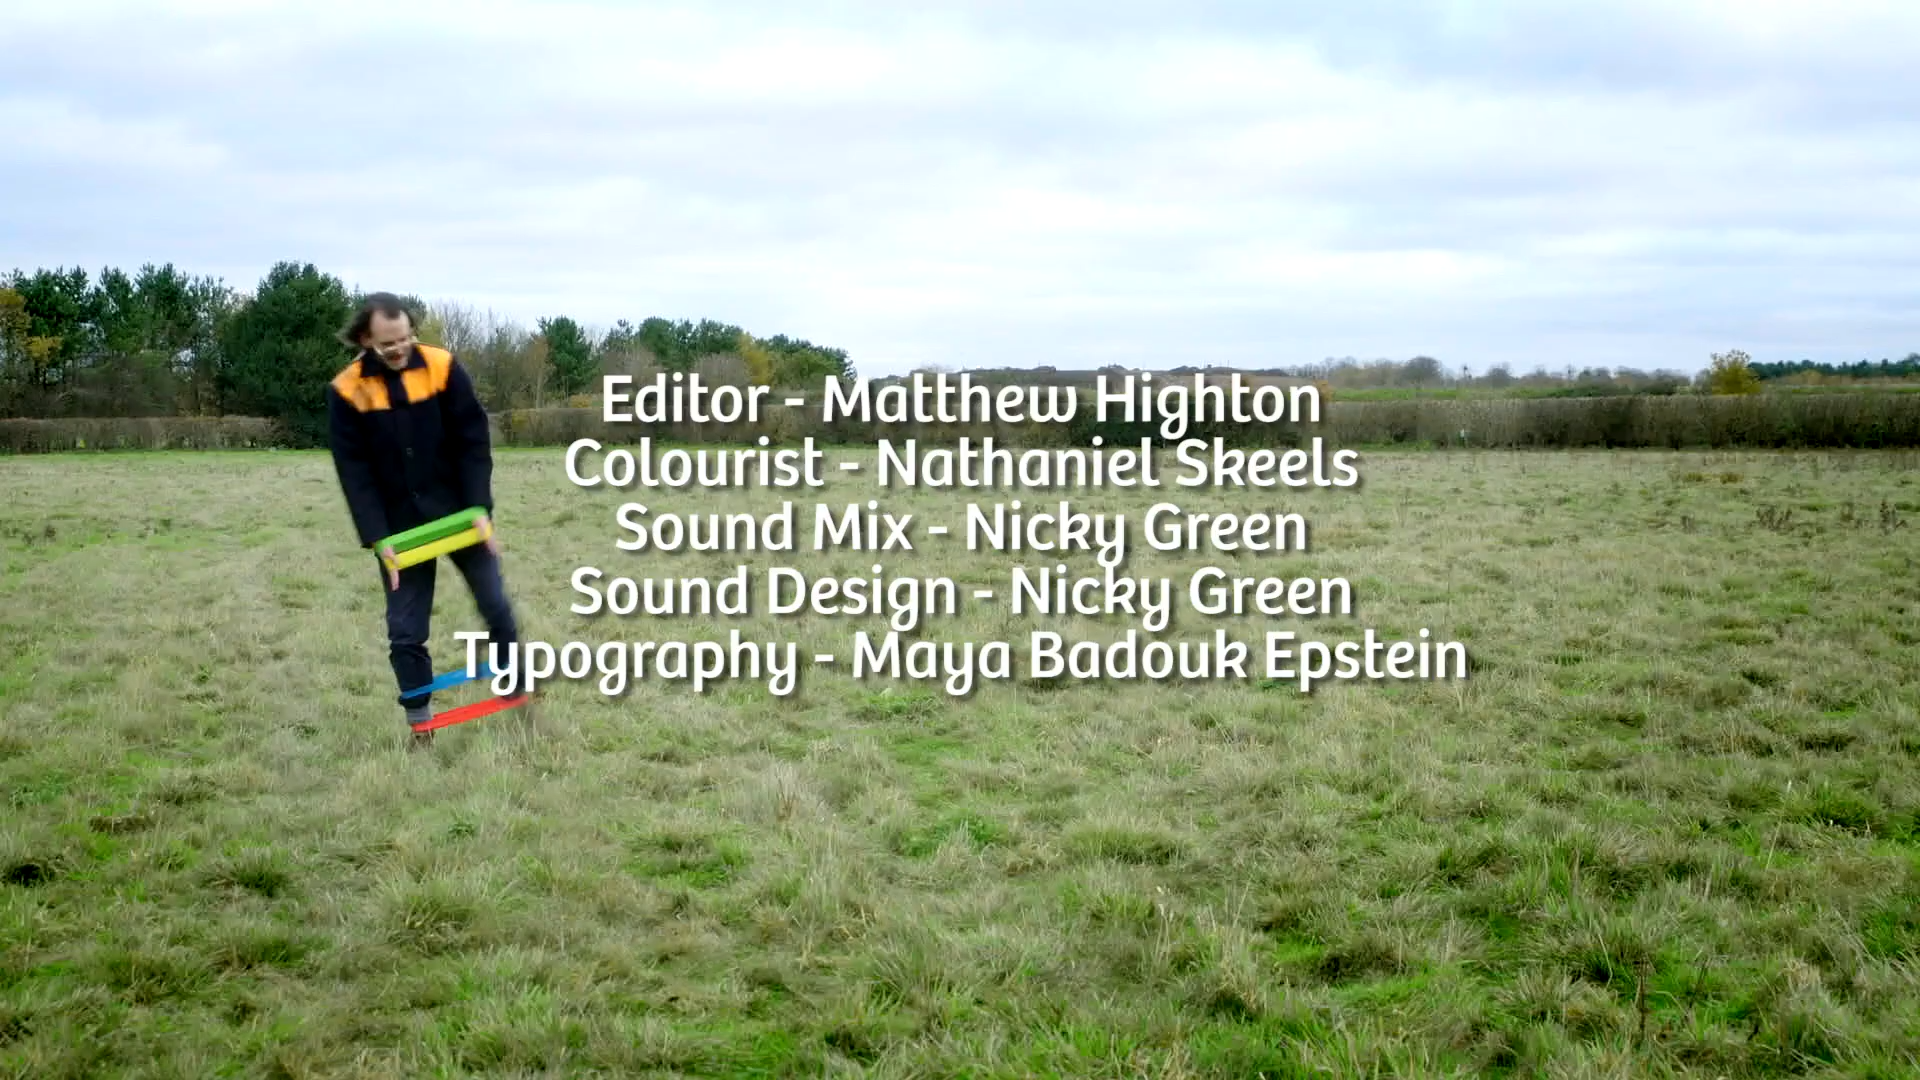 Editor - Matthew Highton
Colourist - Nathaniel Skeels
Sound Mix - Nicky Green
Sound Design - Nicky Green
Typography - Maya Badouk Epstein